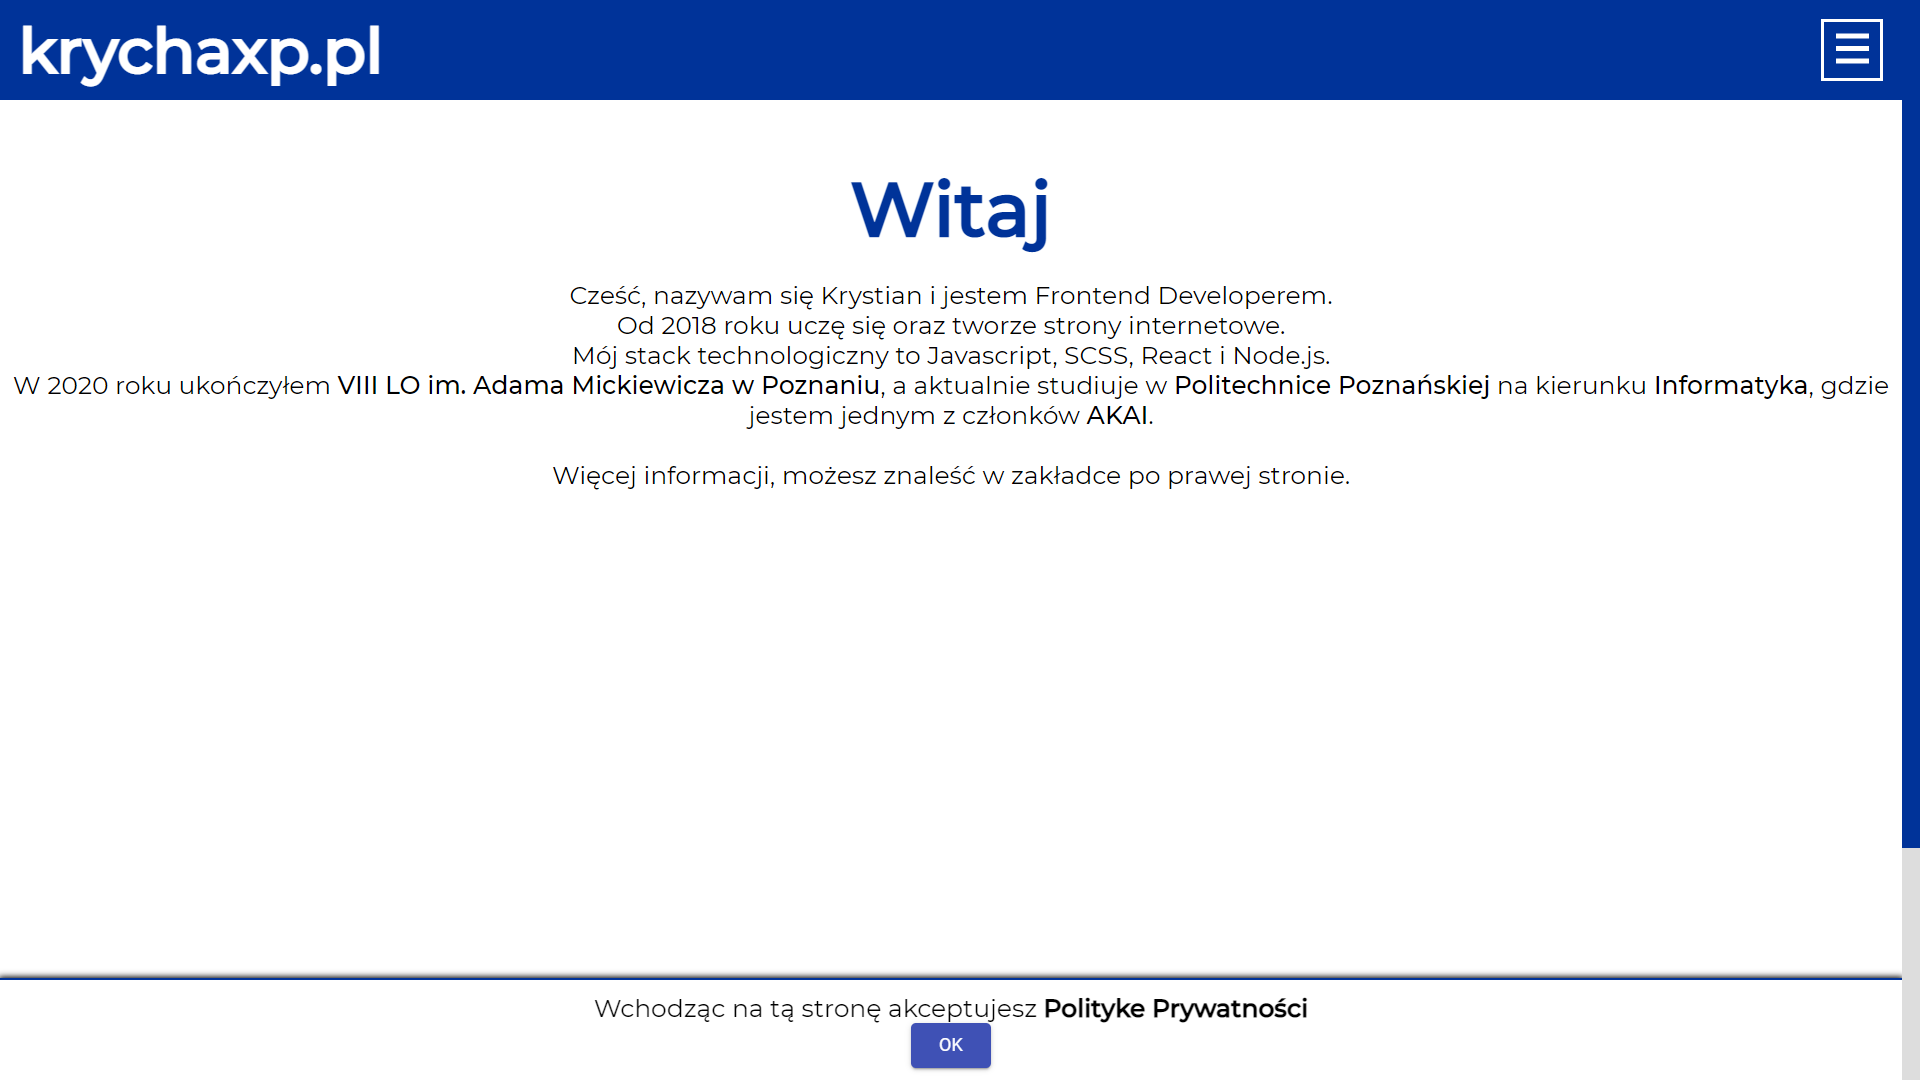 krychaxp.pl
Witaj
Cześć, nazywam się Krystian i jestem Frontend Developerem.
Od 2018 roku uczę się oraz tworze strony internetowe.
Mój stack technologiczny to Javascript, SCSS, React i Node.js.
W 2020 roku ukończyłem VIII LO im. Adama Mickiewicza w Poznaniu, a aktualnie studiuje w Politechnice Poznańskiej na kierunku Informatyka, gdzie
jestem jednym z członków AKAI.
Więcej informacji, możesz znaleść w zakładce po prawej stronie.
Wchodząc na tą stronę akceptujesz Polityke Prywatności
OK